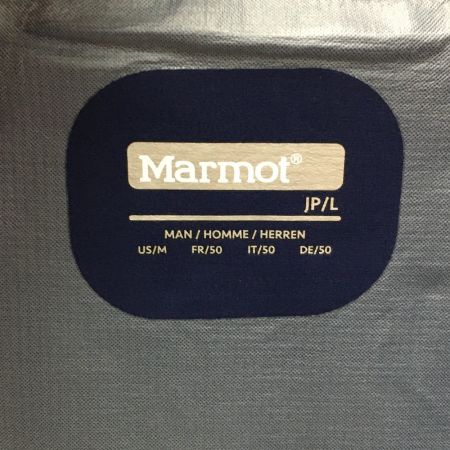 Marmot®
JP/L
MAN / HOMME / HERREN
US/M FR/50 IT/50 DE/50